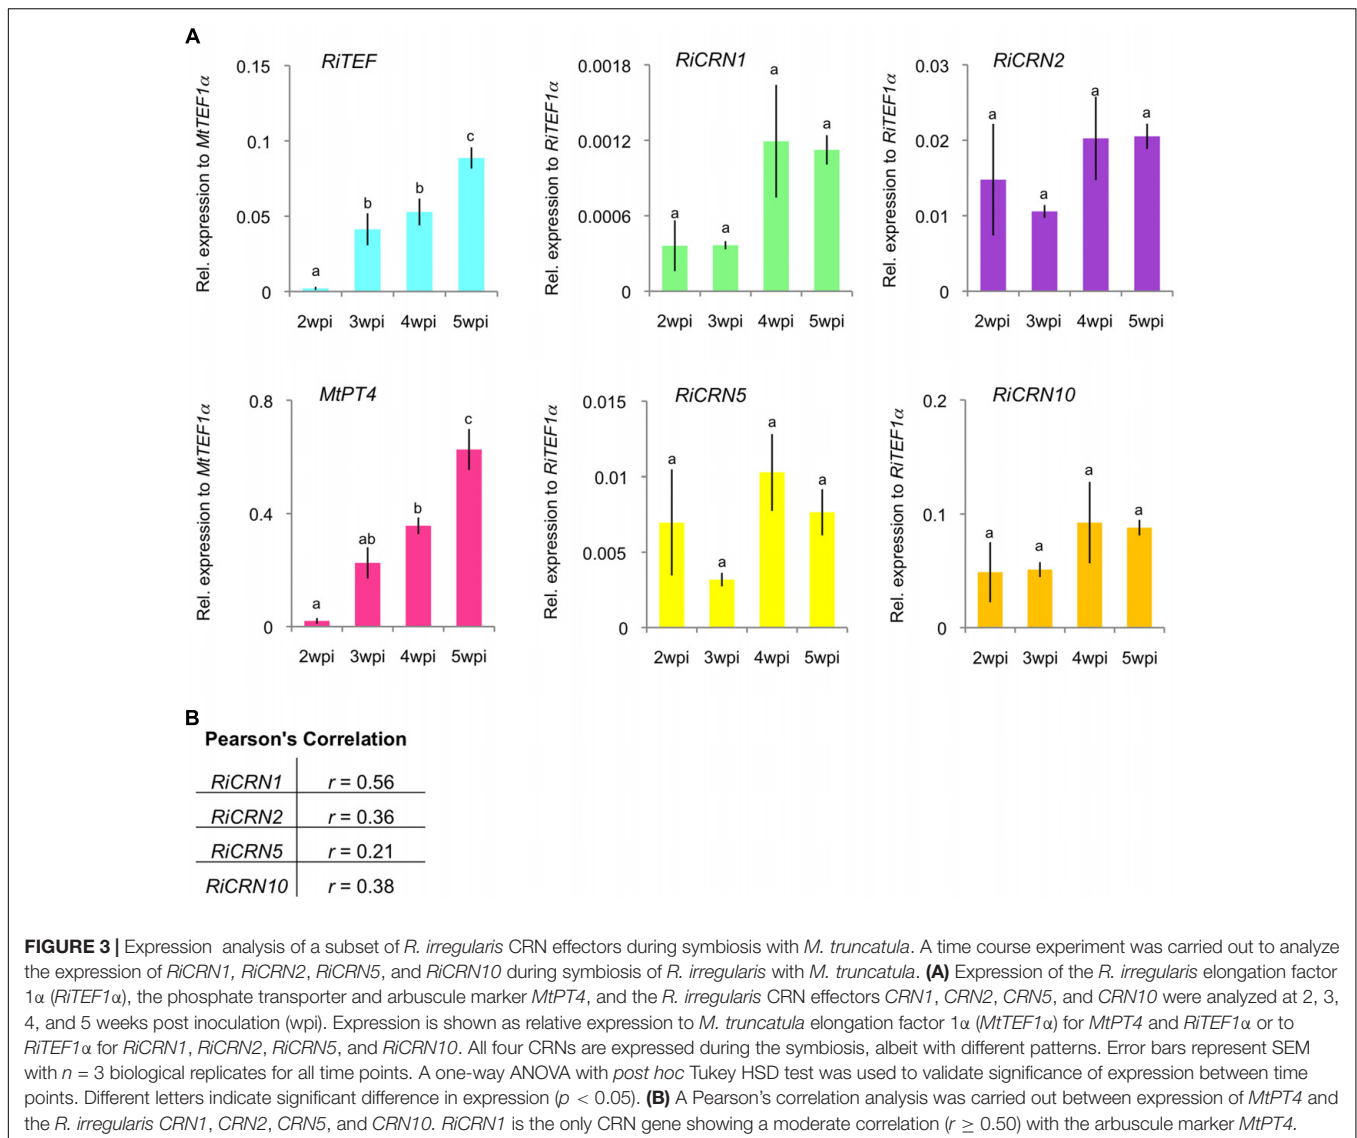 A
RiTEF
Rel. expression to MtTEF1α
0.15
0.1
0.05
0
a
b
b
c
2wpi 3wpi 4wpi 5wpi
RiCRN1
Rel. expression to RiTEF1α
0.0018
0.0012
0.0006
0
a
a
a
a
2wpi 3wpi 4wpi 5wpi
RiCRN2
Rel. expression to RiTEF1α
0.03
0.02
0.01
0
a
a
a
a
2wpi 3wpi 4wpi 5wpi
MtPT4
Rel. expression to MtTEF1α
0.8
0.4
0
a
ab
b
c
2wpi 3wpi 4wpi 5wpi
RiCRN5
Rel. expression to RiTEF1α
0.015
0.01
0.005
0
a
a
a
a
2wpi 3wpi 4wpi 5wpi
RiCRN10
Rel. expression to RiTEF1α
0.2
0.1
0
a
a
a
a
2wpi 3wpi 4wpi 5wpi
B
Pearson's Correlation
RiCRN1 r = 0.56
RiCRN2 r = 0.36
RiCRN5 r = 0.21
RiCRN10 r = 0.38
FIGURE 3 | Expression analysis of a subset of R. irregularis CRN effectors during symbiosis with M. truncatula. A time course experiment was carried out to analyze
the expression of RiCRN1, RiCRN2, RiCRN5, and RiCRN10 during symbiosis of R. irregularis with M. truncatula. (A) Expression of the R. irregularis elongation factor
1α (RiTEF1α), the phosphate transporter and arbuscule marker MtPT4, and the R. irregularis CRN effectors CRN1, CRN2, CRN5, and CRN10 were analyzed at 2, 3,
4, and 5 weeks post inoculation (wpi). Expression is shown as relative expression to M. truncatula elongation factor 1α (MtTEF1α) for MtPT4 and RiTEF1α or to
RiTEF1α for RiCRN1, RiCRN2, RiCRN5, and RiCRN10. All four CRNs are expressed during the symbiosis, albeit with different patterns. Error bars represent SEM
with n = 3 biological replicates for all time points. A one-way ANOVA with post hoc Tukey HSD test was used to validate significance of expression between time
points. Different letters indicate significant difference in expression (p < 0.05). (B) A Pearson's correlation analysis was carried out between expression of MtPT4 and
the R. irregularis CRN1, CRN2, CRN5, and CRN10. RiCRN1 is the only CRN gene showing a moderate correlation (r ≥ 0.50) with the arbuscule marker MtPT4.